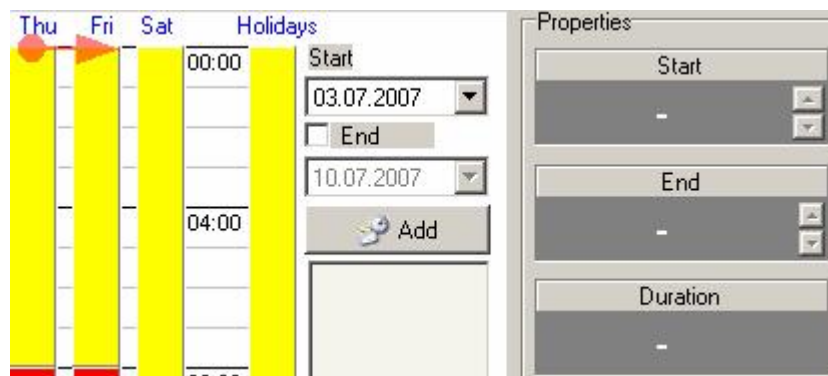 Thu Fri Sat Holidays
00:00
04:00
Start
03.07.2007
End
10.07.2007
Add
Properties
Start
-
End
-
Duration
-